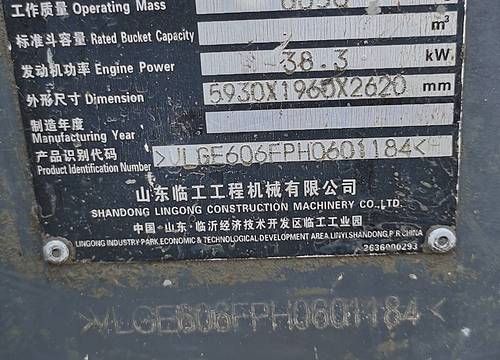 工作质量 Operating Mass
标准斗容量 Rated Bucket Capacity m³
发动机功率 Engine Power 38.3 kW
外形尺寸 Dimension 5930X1960X2620 mm
制造年度 Manufacturing Year
产品识别代码 Product Identification Number >VLGE606FPH0601184<
山东临工工程机械有限公司
SHANDONG LINGONG CONSTRUCTION MACHINERY CO.,LTD.
中国·山东·临沂经济技术开发区临工工业园
LINGONG INDUSTRY PARK,ECONOMIC & TECHNOLOGICAL DEVELOPMENT AREA LINYI,SHANDONG,P.R.CHINA
2636000293
>VLGE606FPH0601184<